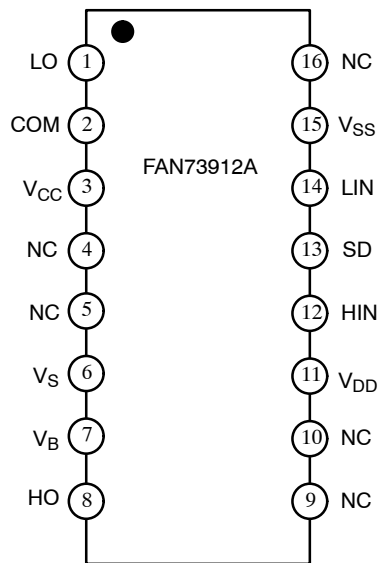 LO 1 16 NC
COM 2 15 VSS
FAN73912A
VCC 3 14 LIN
NC 4 13 SD
NC 5 12 HIN
VS 6 11 VDD
VB 7 10 NC
HO 8 9 NC